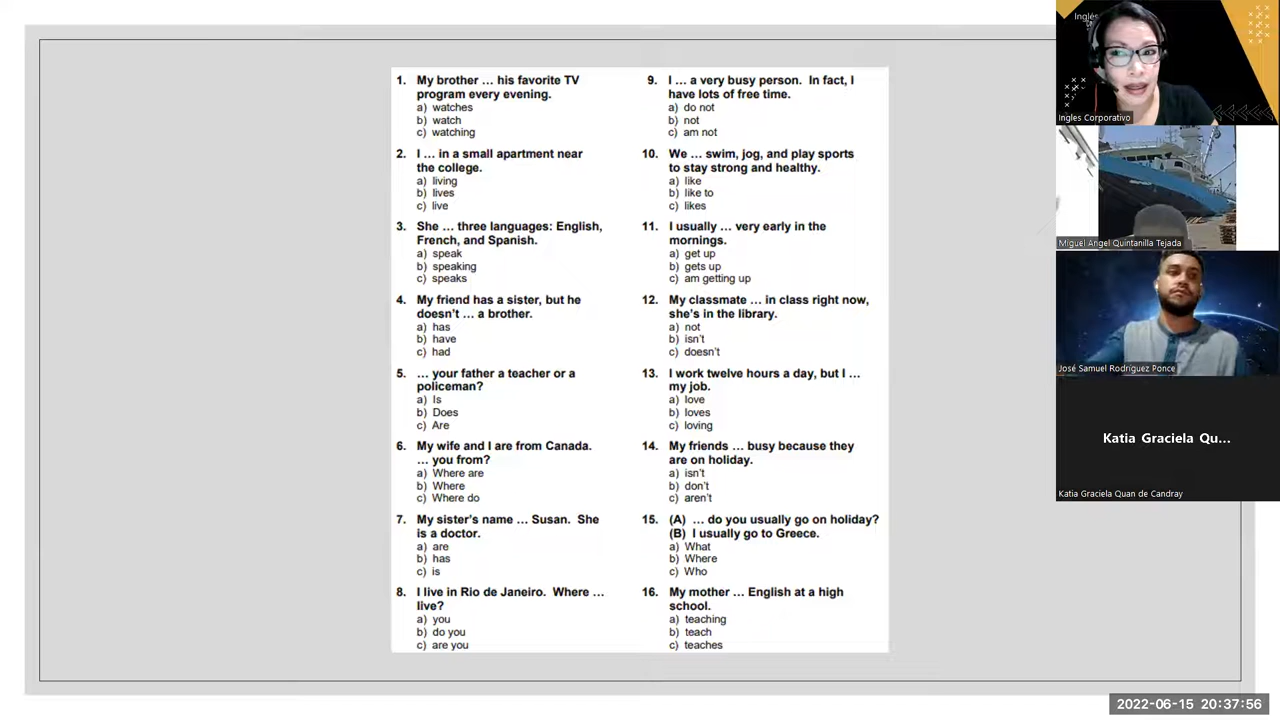 1. My brother … his favorite TV
program every evening.
a) watches
b) watch
c) watching
2. I … in a small apartment near
the college.
a) living
b) lives
c) live
3. She … three languages: English,
French, and Spanish.
a) speak
b) speaking
c) speaks
4. My friend has a sister, but he
doesn’t … a brother.
a) has
b) have
c) had
5. … your father a teacher or a
policeman?
a) Is
b) Does
c) Are
6. My wife and I are from Canada.
… you from?
a) Where are
b) Where
c) Where do
7. My sister’s name … Susan. She
is a doctor.
a) are
b) has
c) is
8. I live in Rio de Janeiro. Where …
live?
a) you
b) do you
c) are you
9. I … a very busy person. In fact, I
have lots of free time.
a) do not
b) not
c) am not
10. We … swim, jog, and play sports
to stay strong and healthy.
a) like
b) like to
c) likes
11. I usually … very early in the
mornings.
a) get up
b) gets up
c) am getting up
12. My classmate … in class right now,
she’s in the library.
a) not
b) isn’t
c) doesn’t
13. I work twelve hours a day, but I …
my job.
a) love
b) loves
c) loving
14. My friends … busy because they
are on holiday.
a) isn’t
b) don’t
c) aren’t
15. (A) … do you usually go on holiday?
(B) I usually go to Greece.
a) What
b) Where
c) Who
16. My mother … English at a high
school.
a) teaching
b) teach
c) teaches
Inglés
Ingles Corporativo
Miguel Angel Quintanilla Tejada
José Samuel Rodríguez Ponce
Katia Graciela Qu...
Katia Graciela Quan de Candray
2022-06-15 20:37:56